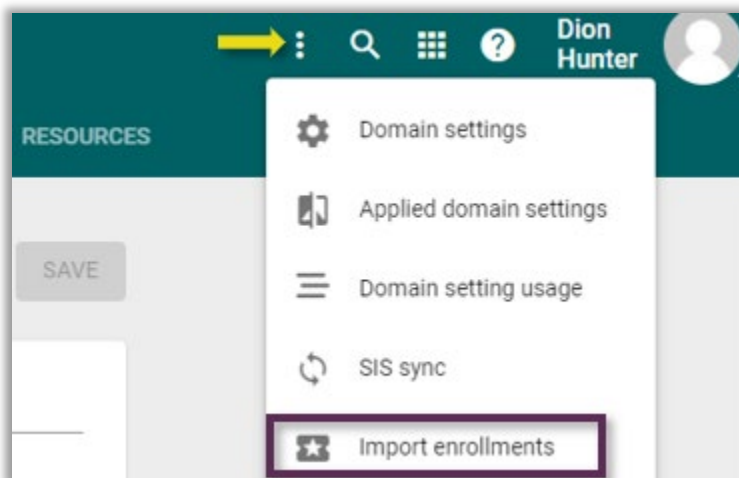 Dion
Hunter
RESOURCES
Domain settings
Applied domain settings
SAVE
Domain setting usage
SIS sync
Import enrollments